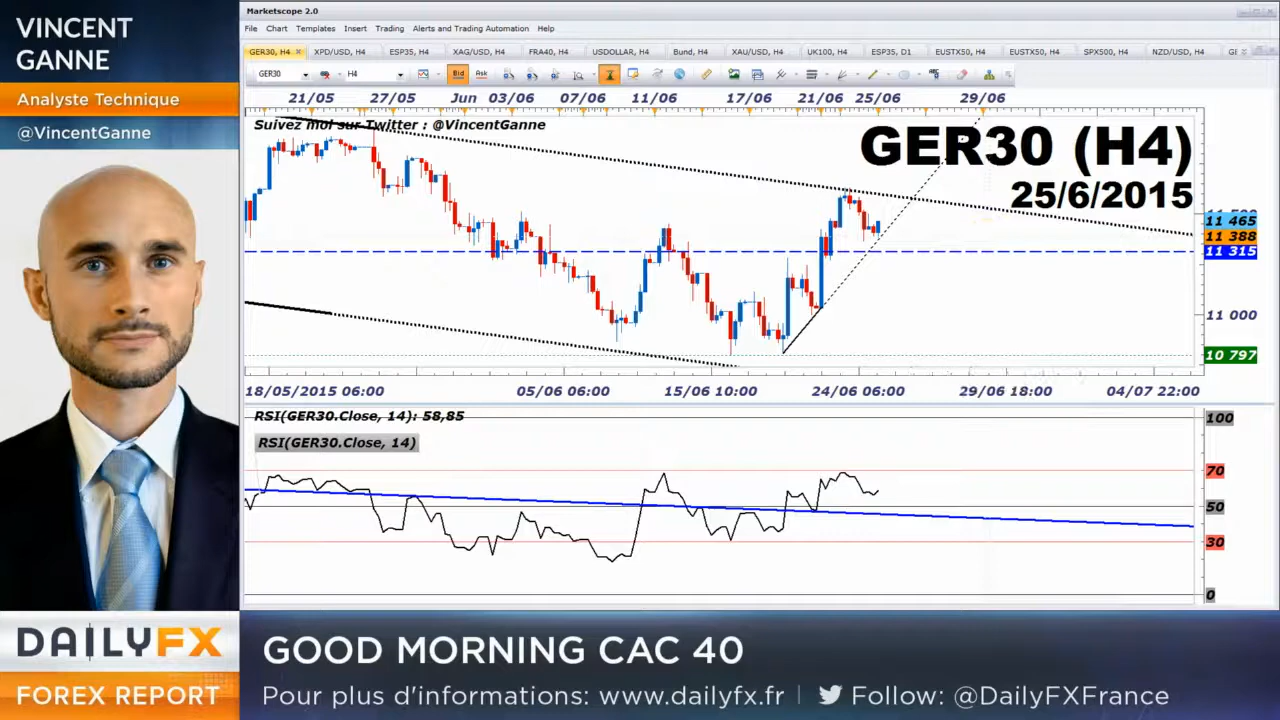 VINCENT
GANNE
Analyste Technique
@VincentGanne
Marketscope 2.0
File Chart Templates Insert Trading Alerts and Trading Automation Help
GER30, H4 XPD/USD, H4 ESP35, H4 XAG/USD, H4 FRA40, H4 USDOLLAR, H4 Bund, H4 XAU/USD, H4 UK100, H4 ESP35, D1 EUSTX50, H4 EUSTX50, H4 SPX500, H4 NZD/USD, H4
GER30 H4 Bid Ask
21/05 27/05 Jun 03/06 07/06 11/06 17/06 21/06 25/06 29/06
Suivez moi sur Twitter : @VincentGanne
GER30 (H4)
25/6/2015
11 465
11 388
11 315
11 000
10 797
18/05/2015 06:00 05/06 06:00 15/06 10:00 24/06 06:00 29/06 18:00 04/07 22:00
RSI(GER30.Close, 14): 58,85
RSI(GER30.Close, 14)
100
70
50
30
0
DAILYFX
FOREX REPORT
GOOD MORNING CAC 40
Pour plus d'informations: www.dailyfx.fr | Follow: @DailyFXFrance